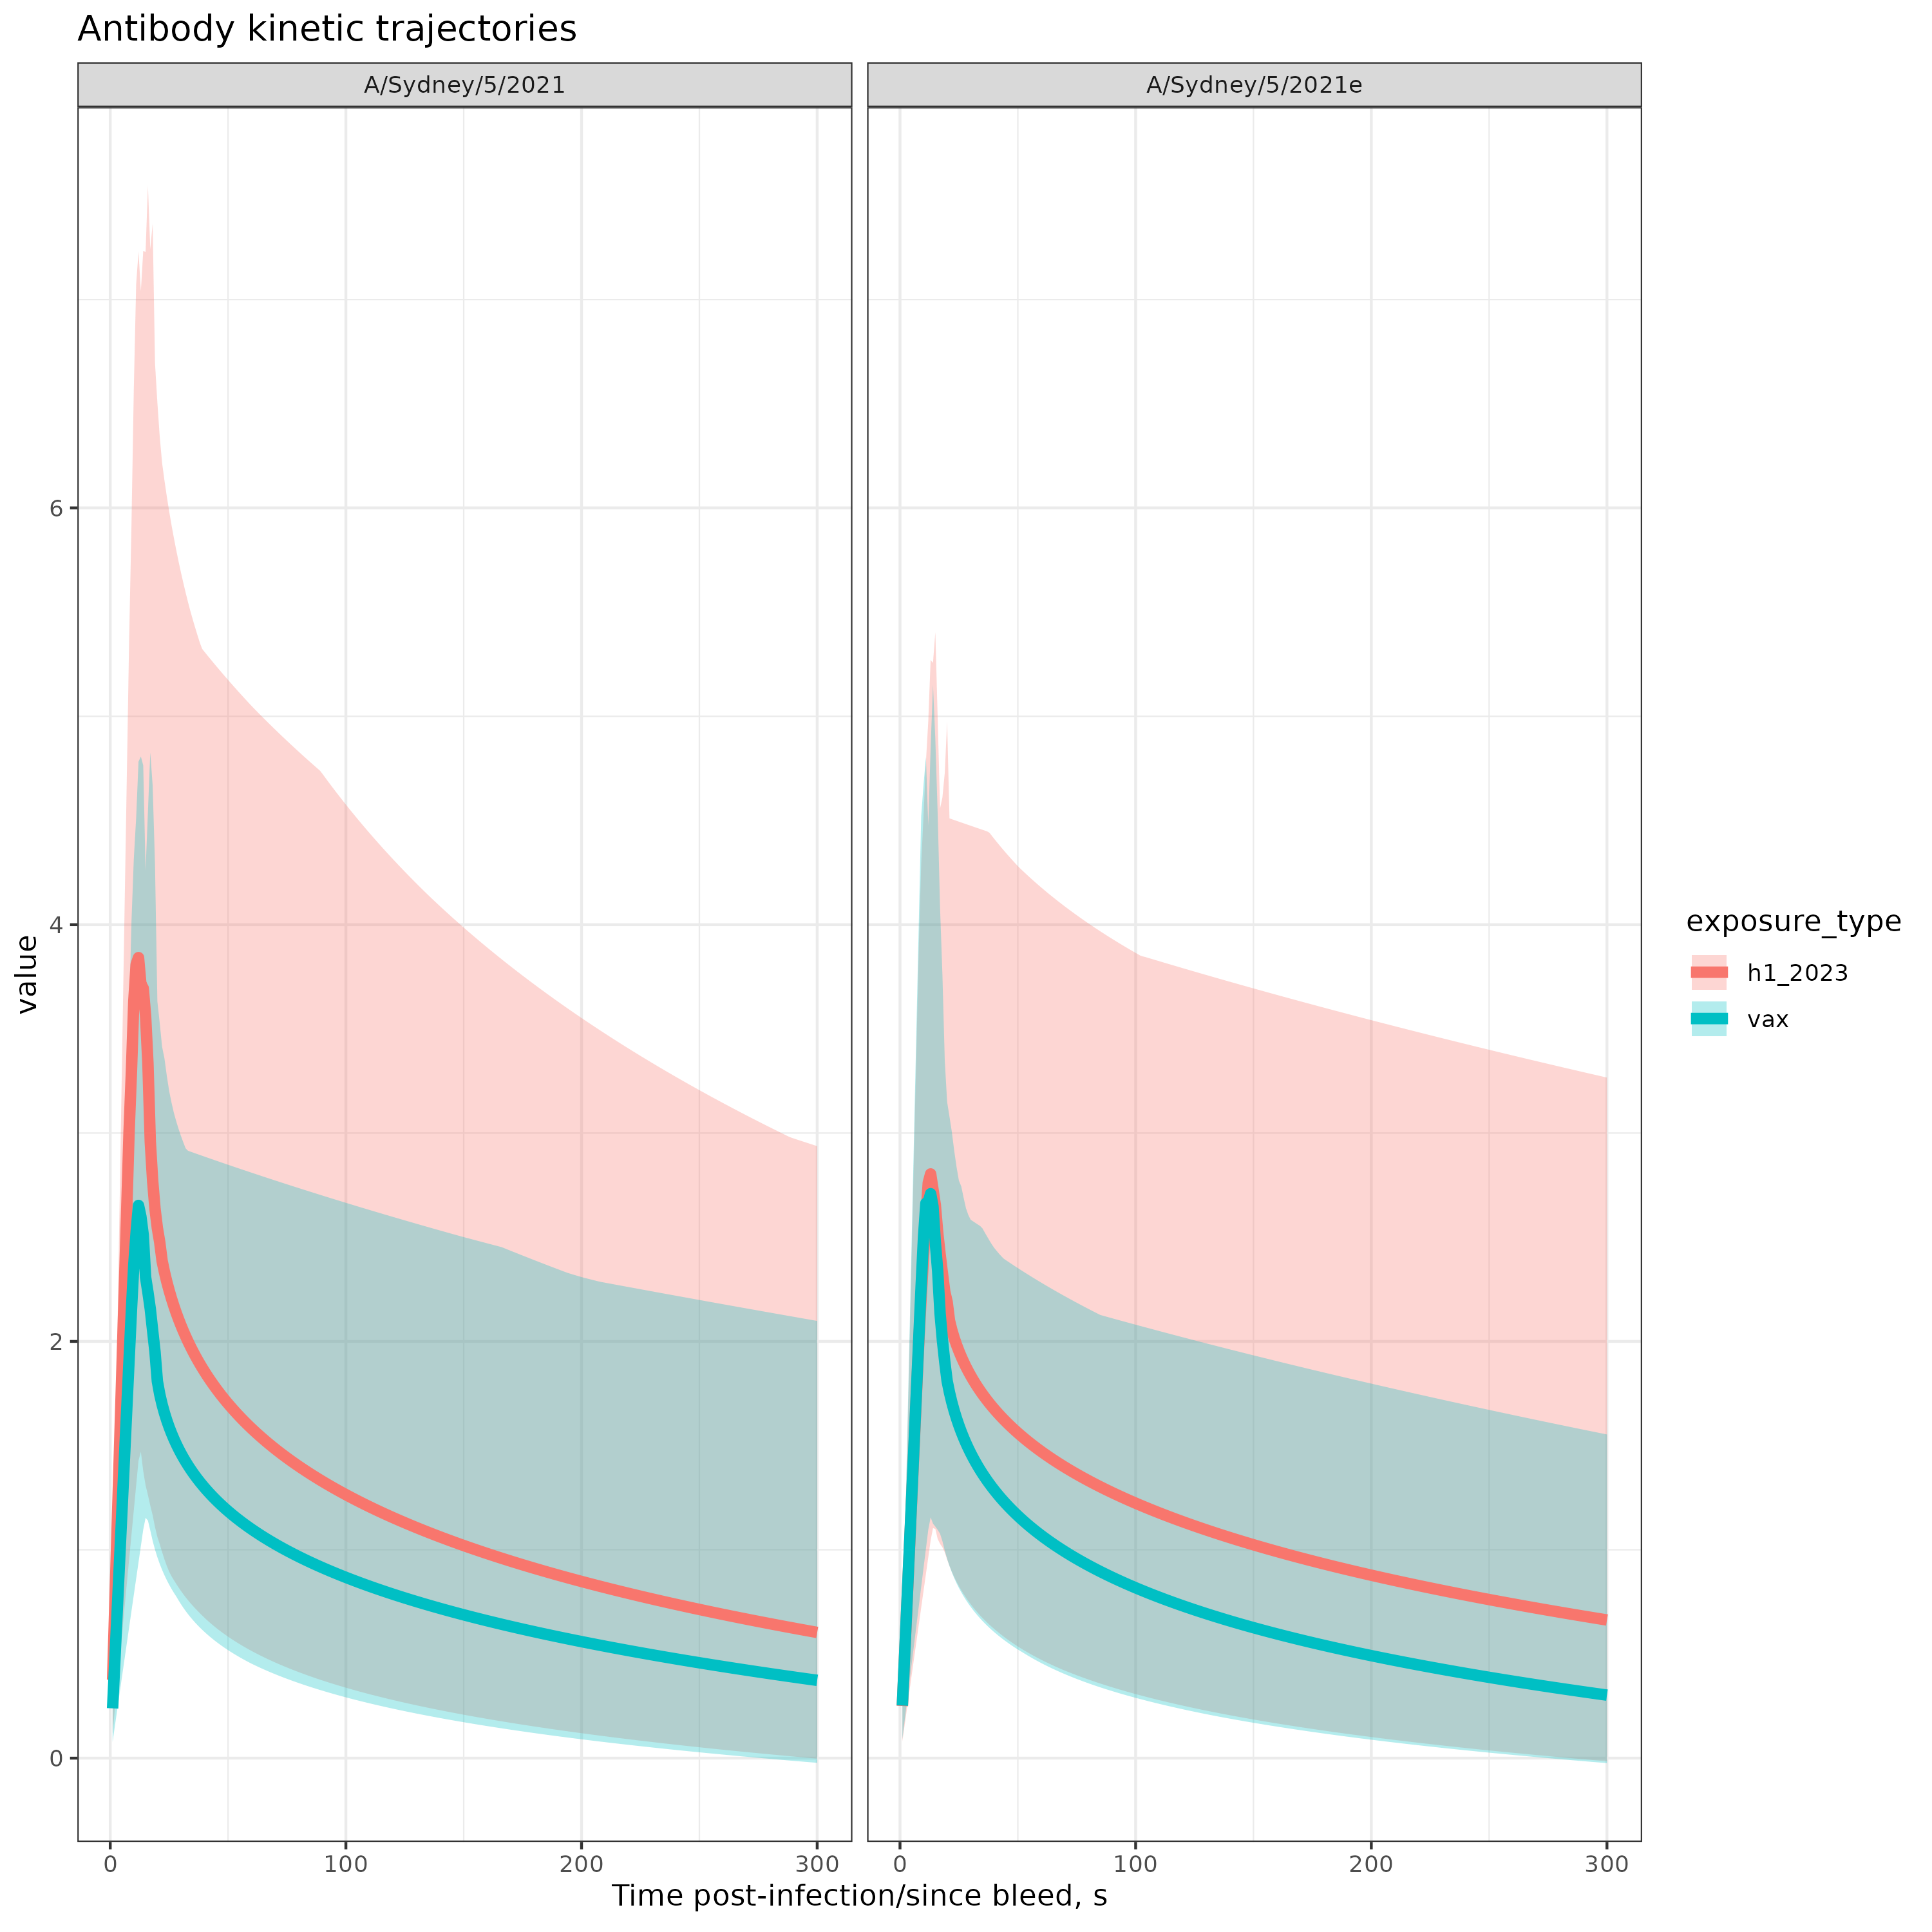 Antibody kinetic trajectories
A/Sydney/5/2021
A/Sydney/5/2021e
6
4
2
0
value
0 100 200 300
0 100 200 300
Time post-infection/since bleed, s
exposure_type
h1_2023
vax